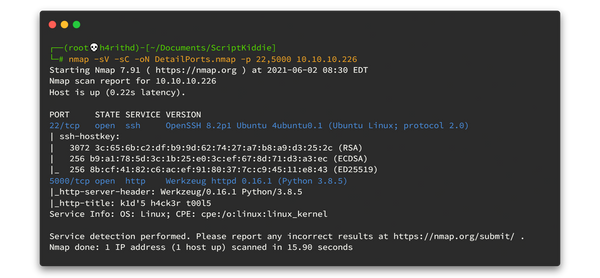 ┌──(root💀h4rithd)-[~/Documents/ScriptKiddie]
└─# nmap -sV -sC -oN DetailPorts.nmap -p 22,5000 10.10.10.226
Starting Nmap 7.91 ( https://nmap.org ) at 2021-06-02 08:30 EDT
Nmap scan report for 10.10.10.226
Host is up (0.22s latency).
PORT     STATE SERVICE VERSION
22/tcp   open  ssh     OpenSSH 8.2p1 Ubuntu 4ubuntu0.1 (Ubuntu Linux; protocol 2.0)
| ssh-hostkey:
|   3072 3c:65:6b:c2:df:b9:9d:62:74:27:a7:b8:a9:d3:25:2c (RSA)
|   256 b9:a1:78:5d:3c:1b:25:e0:3c:ef:67:8d:71:d3:a3:ec (ECDSA)
|_  256 8b:cf:41:82:c6:ac:ef:91:80:37:7c:c9:45:11:e8:43 (ED25519)
5000/tcp open  http    Werkzeug httpd 0.16.1 (Python 3.8.5)
|_http-server-header: Werkzeug/0.16.1 Python/3.8.5
|_http-title: k1d'5 h4ck3r t00l5
Service Info: OS: Linux; CPE: cpe:/o:linux:linux_kernel
Service detection performed. Please report any incorrect results at https://nmap.org/submit/ .
Nmap done: 1 IP address (1 host up) scanned in 15.90 seconds